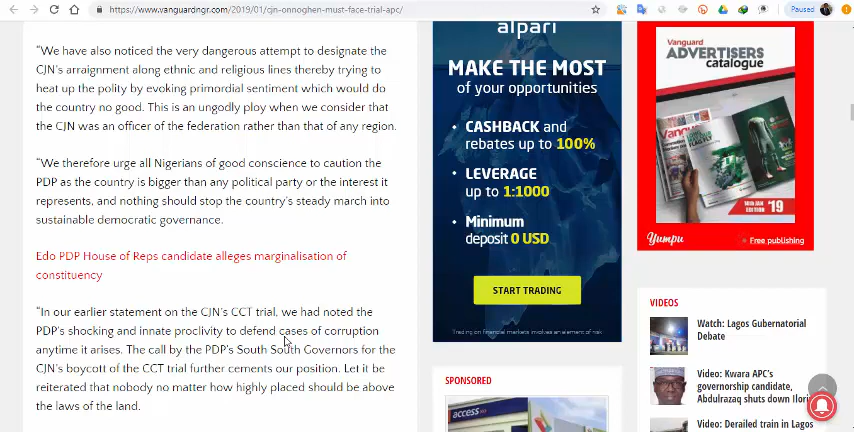 https://www.vanguardngr.com/2019/01/cjn-onnoghen-must-face-trial-apc/
Paused
“We have also noticed the very dangerous attempt to designate the
CJN’s arraignment along ethnic and religious lines thereby trying to
heat up the polity by evoking primordial sentiment which would do
the country no good. This is an ungodly ploy when we consider that
the CJN was an officer of the federation rather than that of any region.
“We therefore urge all Nigerians of good conscience to caution the
PDP as the country is bigger than any political party or the interest it
represents, and nothing should stop the country’s steady march into
sustainable democratic governance.
Edo PDP House of Reps candidate alleges marginalisation of
constituency
“In our earlier statement on the CJN’s CCT trial, we had noted the
PDP’s shocking and innate proclivity to defend cases of corruption
anytime it arises. The call by the PDP’s South South Governors for the
CJN’s boycott of the CCT trial further cements our position. Let it be
reiterated that nobody no matter how highly placed should be above
the laws of the land.
alpari
MAKE THE MOST
of your opportunities
• CASHBACK and
rebates up to 100%
• LEVERAGE
up to 1:1000
• Minimum
deposit 0 USD
START TRADING
Trading on financial markets involves an element of risk
SPONSORED
access
Vanguard
ADVERTISERS
catalogue
'19
Yumpu
Free publishing
VIDEOS
Watch: Lagos Gubernatorial
Debate
Video: Kwara APC’s
governorship candidate,
Abdulrazaq shuts down Ilori
Video: Derailed train in Lagos